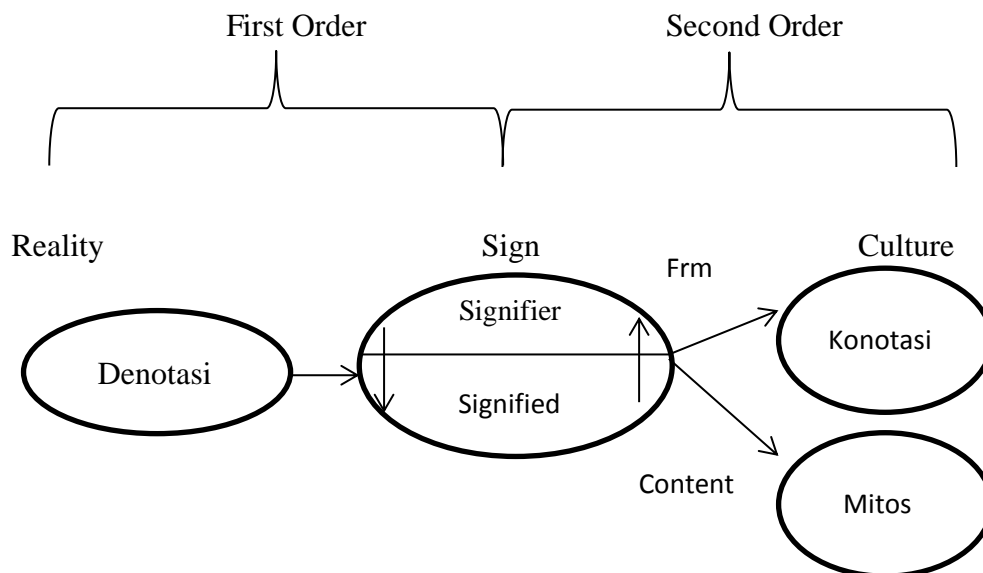 First Order
Second Order
Reality
Sign
Culture
Frm
Signifier
Denotasi
Konotasi
Signified
Content
Mitos